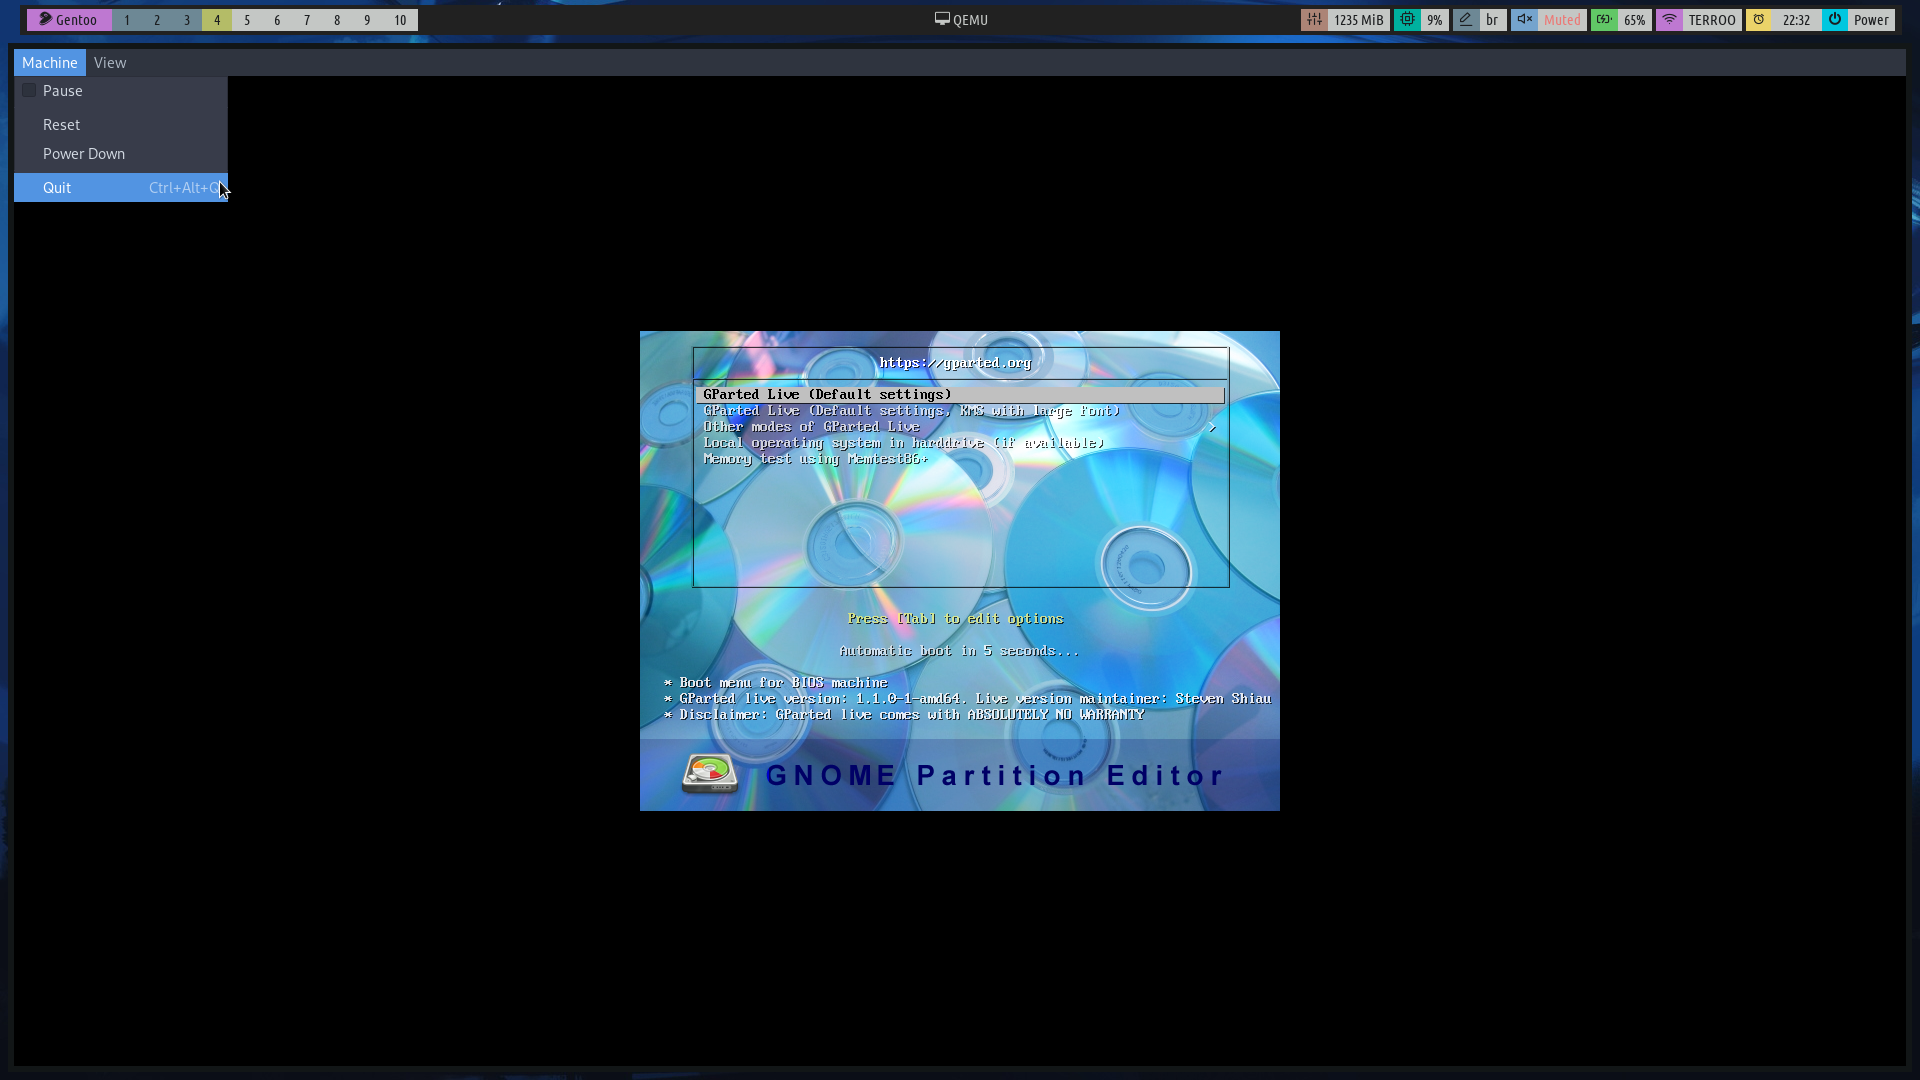 Gentoo 1 2 3 4 5 6 7 8 9 10
QEMU
1235 MiB 9% br Muted 65% TERROO 22:32 Power
Machine View
Pause
Reset
Power Down
Quit Ctrl+Alt+Q
https://gparted.org
GParted Live (Default settings)
GParted Live (Default settings, KMS with large font)
Other modes of GParted Live >
Local operating system in harddrive (if available)
Memory test using Memtest86+
Press [Tab] to edit options
Automatic boot in 5 seconds...
* Boot menu for BIOS machine
* GParted live version: 1.1.0-1-amd64. Live version maintainer: Steven Shiau
* Disclaimer: GParted live comes with ABSOLUTELY NO WARRANTY
GNOME Partition Editor